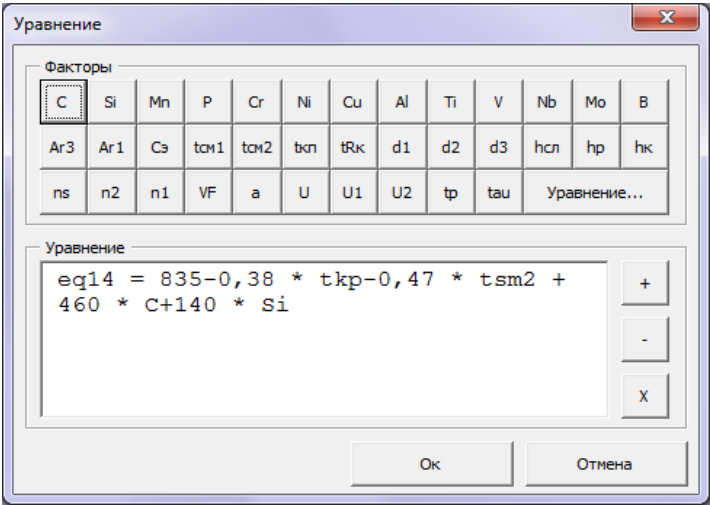 Уравнение
Факторы
C Si Mn P Cr Ni Cu Al Ti V Nb Mo B
Ar3 Ar1 Сэ tсм1 tсм2 tкп tRк d1 d2 d3 hсл hр hк
ns n2 n1 VF a U U1 U2 tp tau Уравнение...
Уравнение
eq14 = 835-0,38 * tkp-0,47 * tsm2 +
460 * C+140 * Si
+
-
X
Ок Отмена